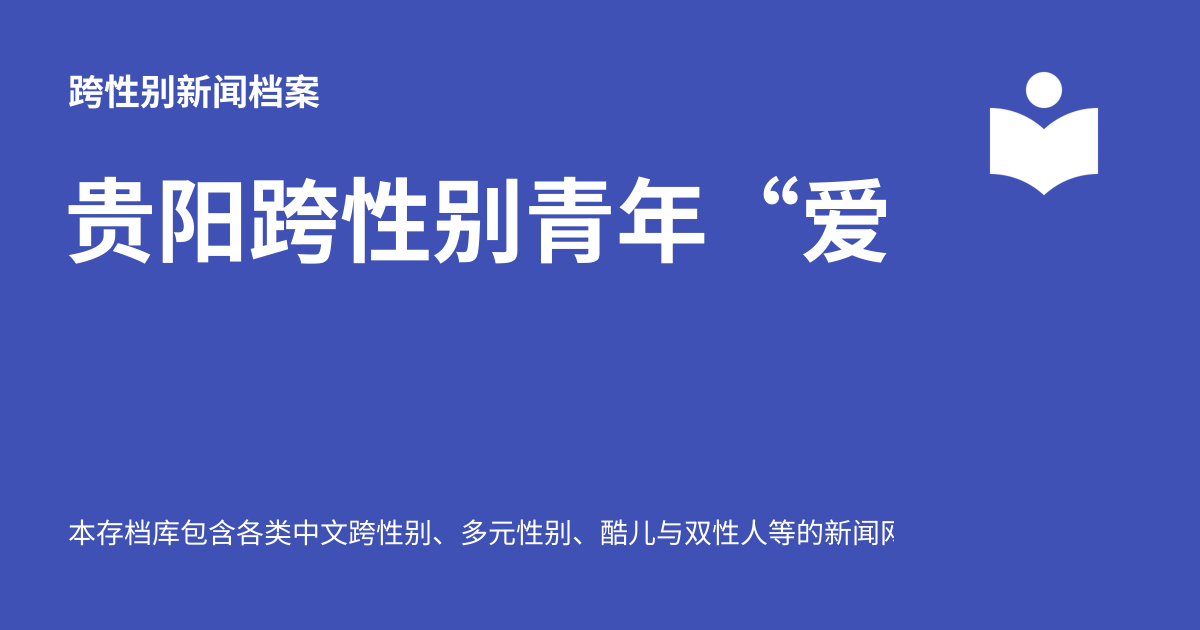 跨性别新闻档案
贵阳跨性别青年“爱
本存档库包含各类中文跨性别、多元性别、酷儿与双性人等的新闻